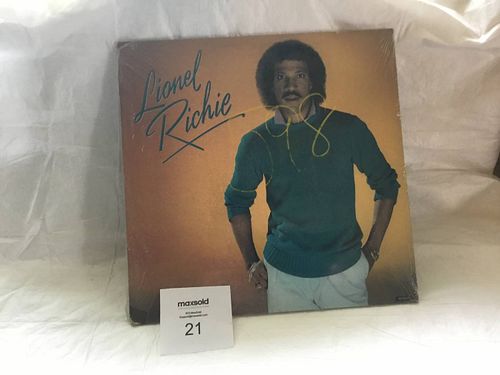 Lionel
Richie
maxsold
21